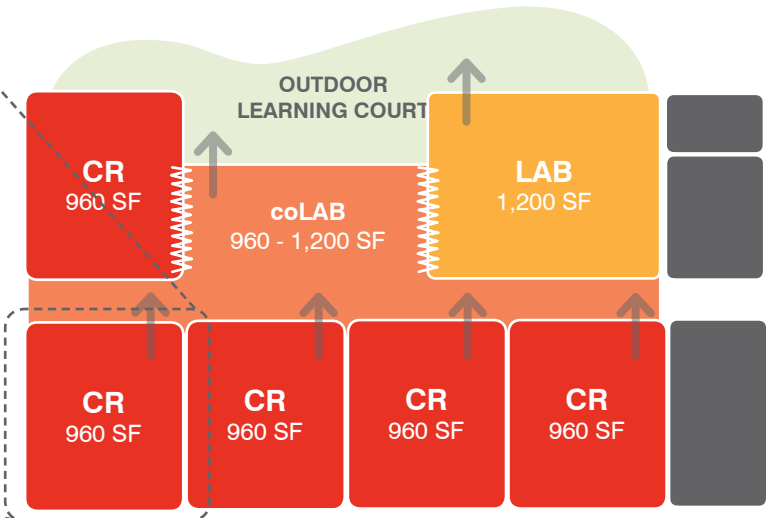 OUTDOOR
LEARNING COURT
CR
960 SF
coLAB
960 - 1,200 SF
LAB
1,200 SF
CR
960 SF
CR
960 SF
CR
960 SF
CR
960 SF